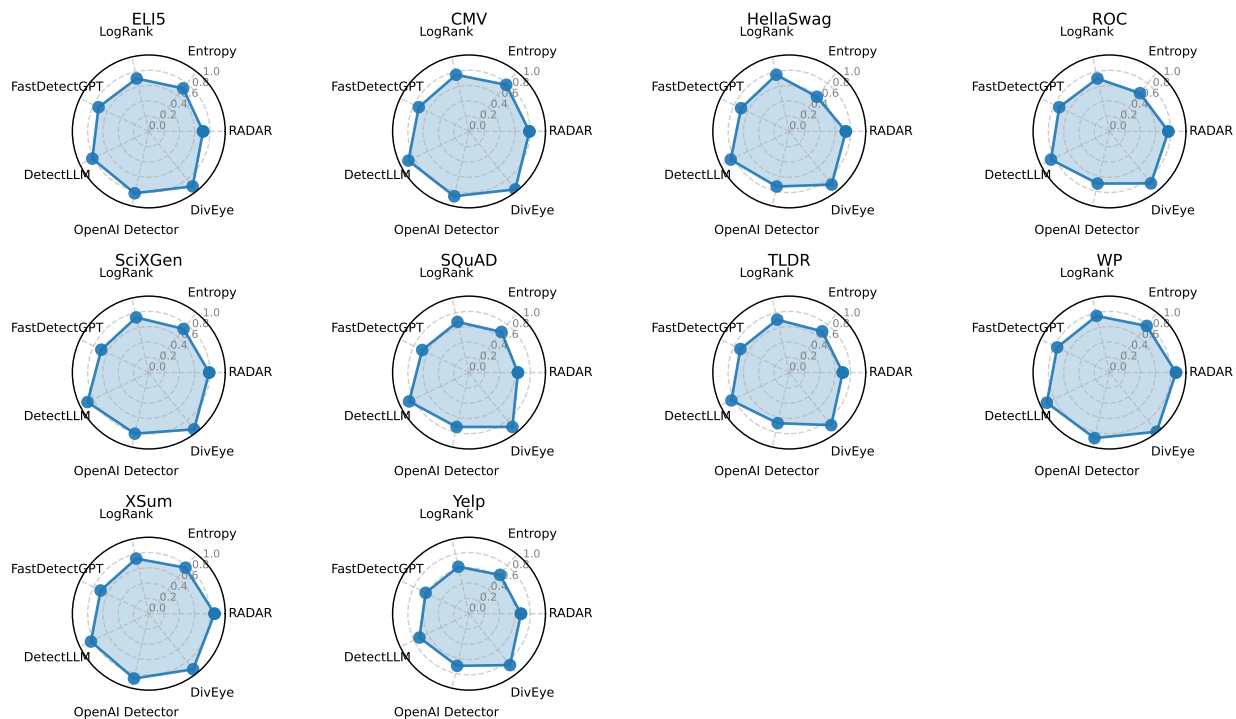 ELI5
LogRank
Entropy
1.0
0.8
0.6
0.4
0.2
0.0
FastDetectGPT
RADAR
DetectLLM
DivEye
OpenAI Detector
CMV
LogRank
Entropy
1.0
0.8
0.6
0.4
0.2
0.0
FastDetectGPT
RADAR
DetectLLM
DivEye
OpenAI Detector
HellaSwag
LogRank
Entropy
1.0
0.8
0.6
0.4
0.2
0.0
FastDetectGPT
RADAR
DetectLLM
DivEye
OpenAI Detector
ROC
LogRank
Entropy
1.0
0.8
0.6
0.4
0.2
0.0
FastDetectGPT
RADAR
DetectLLM
DivEye
OpenAI Detector
SciXGen
LogRank
Entropy
1.0
0.8
0.6
0.4
0.2
0.0
FastDetectGPT
RADAR
DetectLLM
DivEye
OpenAI Detector
SQuAD
LogRank
Entropy
1.0
0.8
0.6
0.4
0.2
0.0
FastDetectGPT
RADAR
DetectLLM
DivEye
OpenAI Detector
TLDR
LogRank
Entropy
1.0
0.8
0.6
0.4
0.2
0.0
FastDetectGPT
RADAR
DetectLLM
DivEye
OpenAI Detector
WP
LogRank
Entropy
1.0
0.8
0.6
0.4
0.2
0.0
FastDetectGPT
RADAR
DetectLLM
DivEye
OpenAI Detector
XSum
LogRank
Entropy
1.0
0.8
0.6
0.4
0.2
0.0
FastDetectGPT
RADAR
DetectLLM
DivEye
OpenAI Detector
Yelp
LogRank
Entropy
1.0
0.8
0.6
0.4
0.2
0.0
FastDetectGPT
RADAR
DetectLLM
DivEye
OpenAI Detector